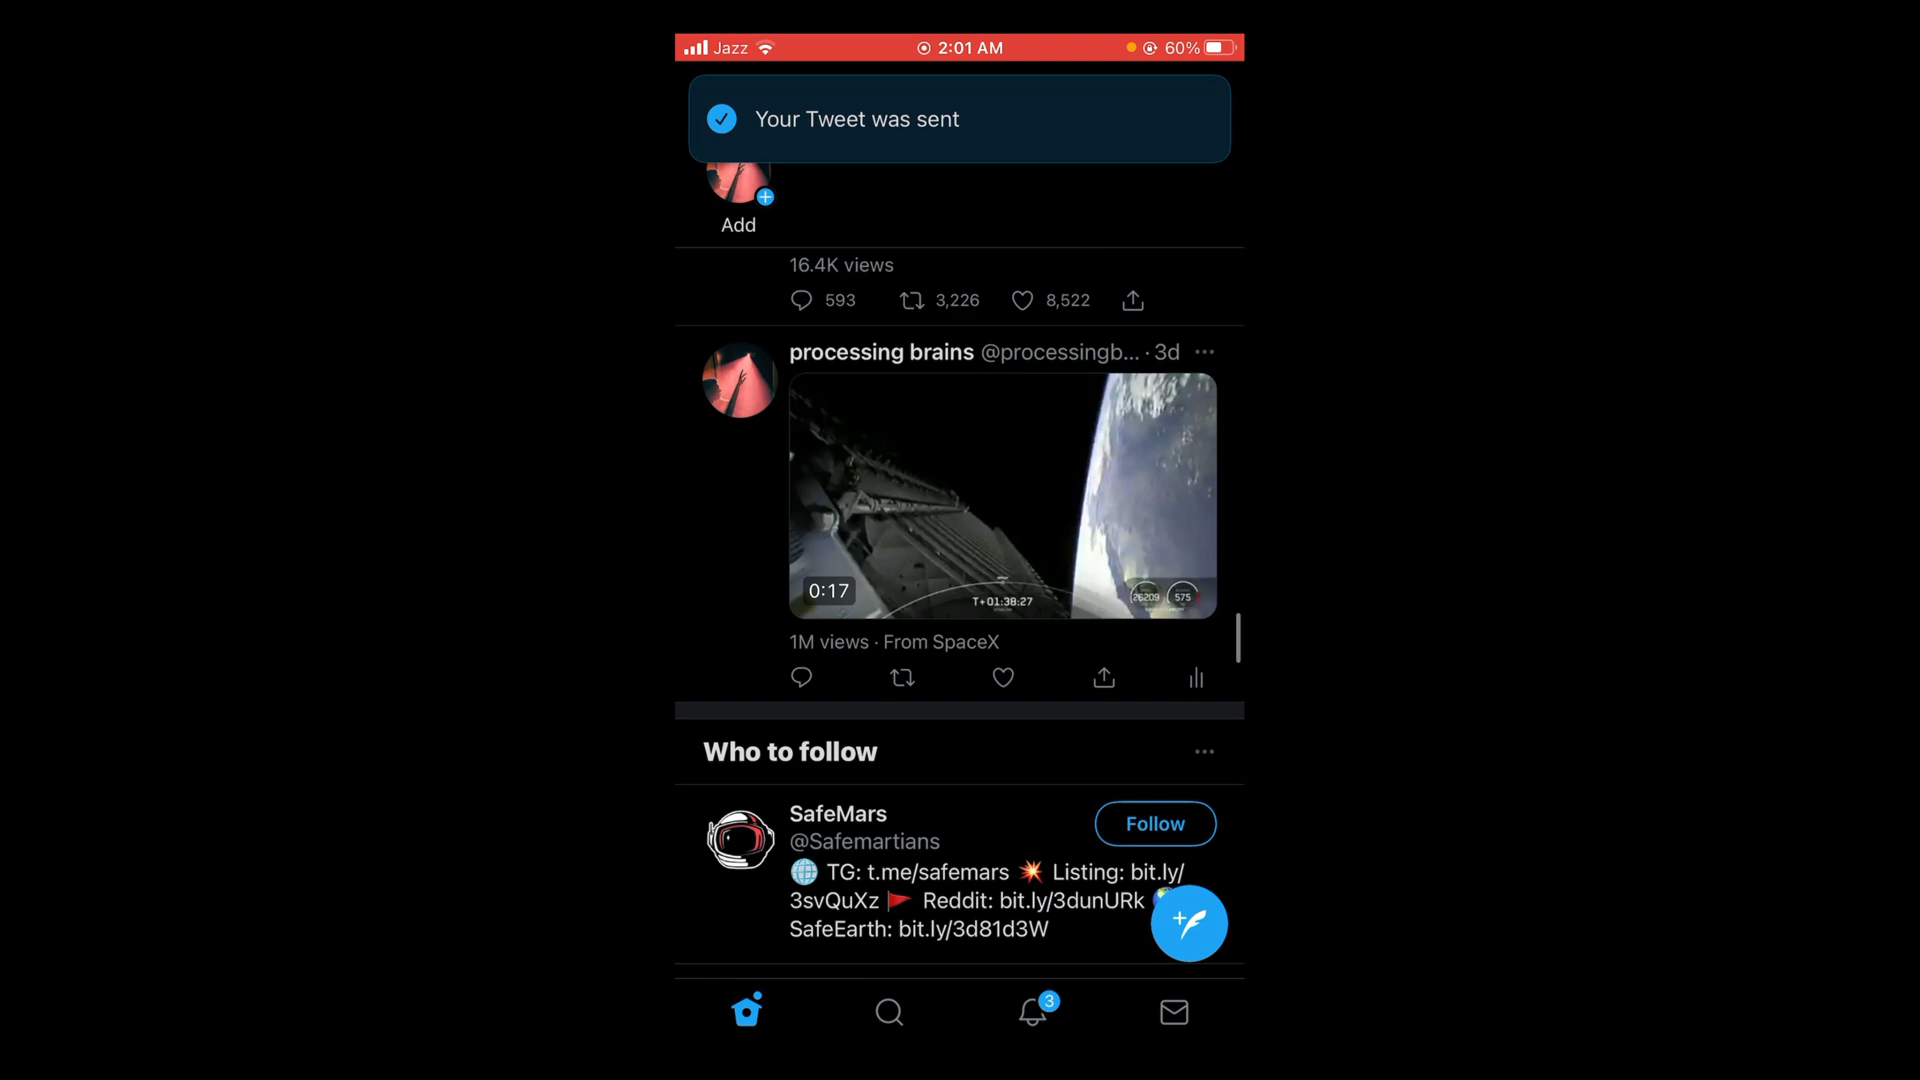 Jazz 2:01 AM 60%
Your Tweet was sent
Add
16.4K views
593 3,226 8,522
processing brains @processingb... · 3d
0:17
T+01:38:27
26209 575
1M views · From SpaceX
Who to follow
SafeMars
Follow
@Safemartians
TG: t.me/safemars Listing: bit.ly/
3svQuXz Reddit: bit.ly/3dunURk
SafeEarth: bit.ly/3d81d3W
3